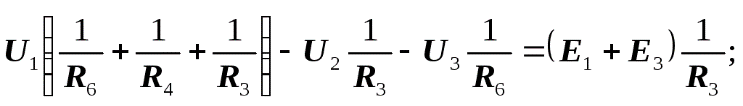 U₁▯1/R₆ + 1/R₄ + 1/R₃▯ - U₂ 1/R₃ - U₃ 1/R₆ = (E₁ + E₃) 1/R₃;